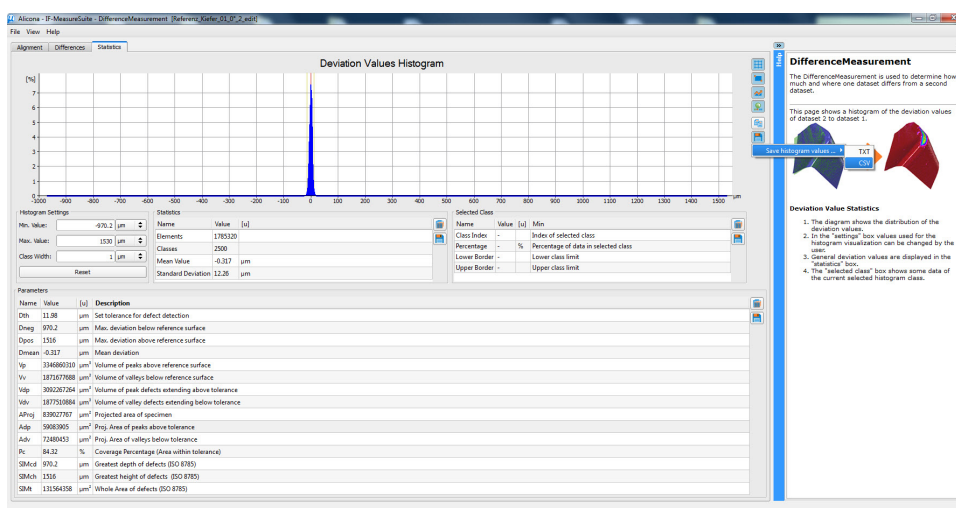 Alicona - IF-MeasureSuite - DifferenceMeasurement [Referenz_Kiefer_01_0°_2_edit]
File View Help
Alignment Differences Statistics
Deviation Values Histogram
[%]
7
6
5
4
3
2
1
0
-1000 -900 -800 -700 -600 -500 -400 -300 -200 -100 0 100 200 300 400 500 600 700 800 900 1000 1100 1200 1300 1400 1500 µm
Save histogram values ...
TXT
CSV
Histogram Settings
Min. Value: -970.2 µm
Max. Value: 1530 µm
Class Width: 1 µm
Reset
Statistics
Name Value [u]
Elements 1785320
Classes 2500
Mean Value -0.317 µm
Standard Deviation 12.26 µm
Selected Class
Name Value [u] Min
Class Index - Index of selected class
Percentage - % Percentage of data in selected class
Lower Border - Lower class limit
Upper Border - Upper class limit
Parameters
Name Value [u] Description
Dth 11.98 µm Set tolerance for defect detection
Dneg 970.2 µm Max. deviation below reference surface
Dpos 1516 µm Max. deviation above reference surface
Dmean -0.317 µm Mean deviation
Vp 3346860310 µm³ Volume of peaks above reference surface
Vv 1871677688 µm³ Volume of valleys below reference surface
Vdp 3092267264 µm³ Volume of peak defects extending above tolerance
Vdv 1877510884 µm³ Volume of valley defects extending below tolerance
AProj 839027767 µm² Projected area of specimen
Adp 59083905 µm² Proj. Area of peaks above tolerance
Adv 72480453 µm² Proj. Area of valleys below tolerance
Pc 84.32 % Coverage Percentage (Area within tolerance)
SIMcd 970.2 µm Greatest depth of defects (ISO 8785)
SIMch 1516 µm Greatest height of defects (ISO 8785)
SIMt 131564358 µm² Whole Area of defects (ISO 8785)
Help
DifferenceMeasurement
The DifferenceMeasurement is used to determine how
much and where one dataset differs from a second
dataset.
This page shows a histogram of the deviation values
of dataset 2 to dataset 1.
Deviation Value Statistics
1. The diagram shows the distribution of the
deviation values.
2. In the "settings" box values used for the
histogram visualization can be changed by the
user.
3. General deviation values are displayed in the
"statistics" box.
4. The "selected class" box shows some data of
the current selected histogram class.